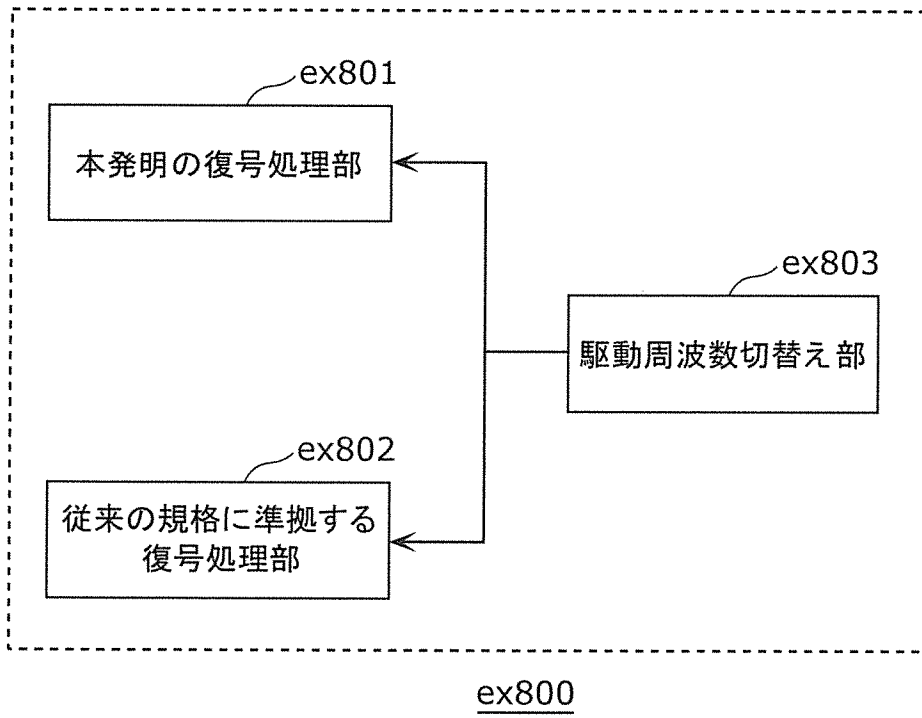 ex801
本発明の復号処理部
ex803
駆動周波数切替え部
ex802
従来の規格に準拠する
復号処理部
ex800